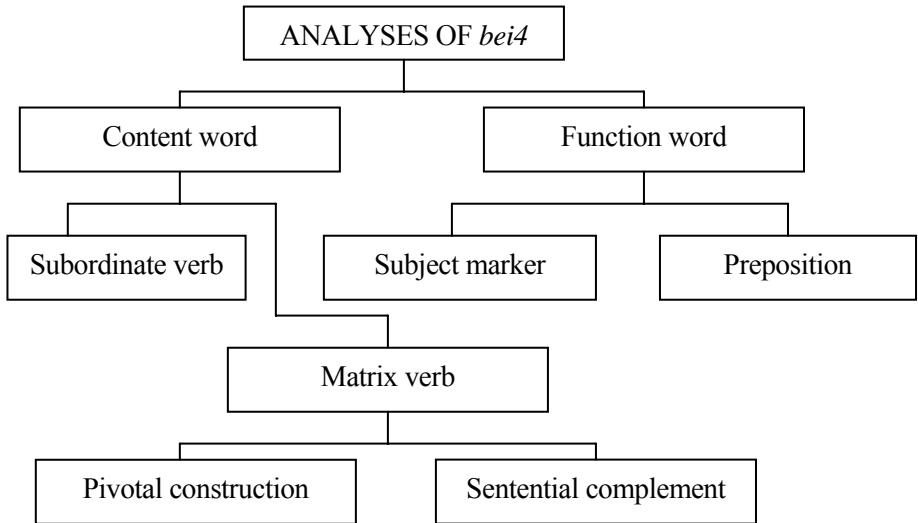 ANALYSES OF bei4
Content word
Function word
Subordinate verb
Subject marker
Preposition
Matrix verb
Pivotal construction
Sentential complement